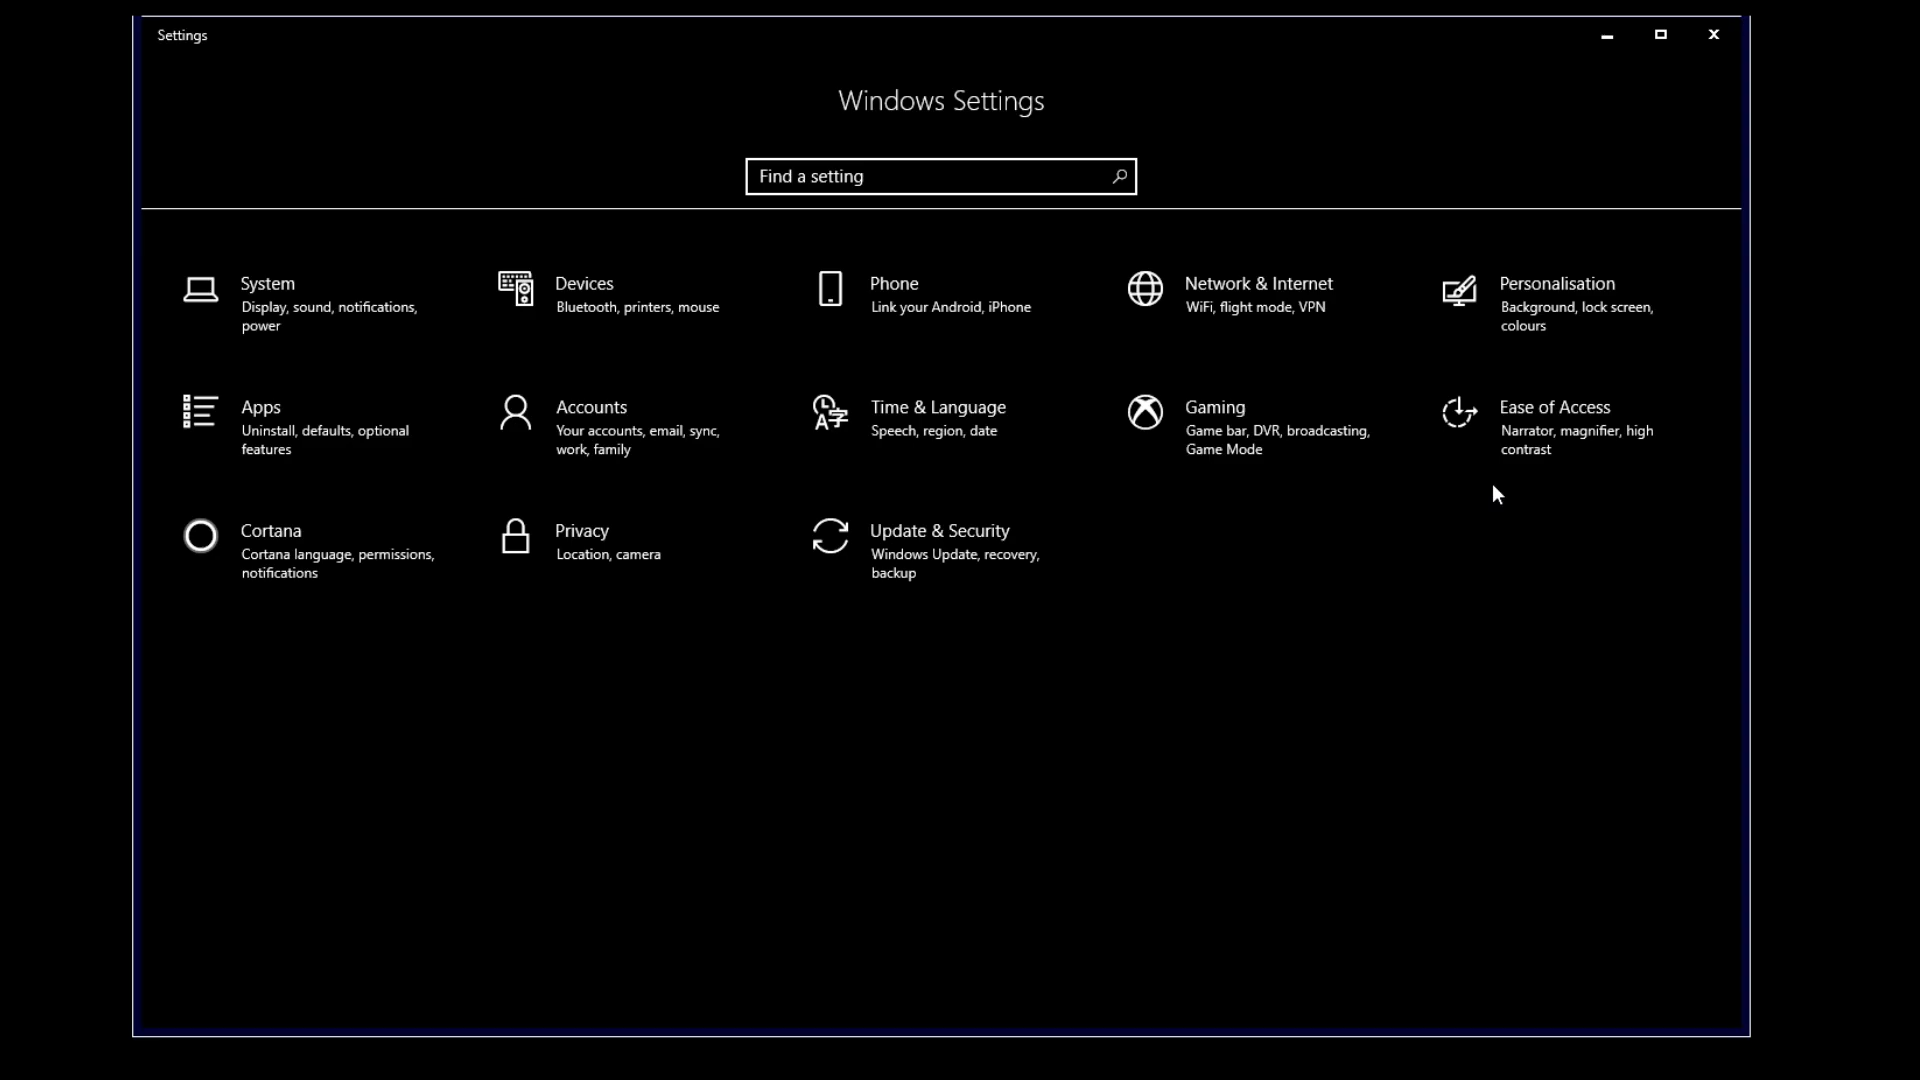 Settings
Windows Settings
Find a setting
System
Display, sound, notifications,
power
Devices
Bluetooth, printers, mouse
Phone
Link your Android, iPhone
Network & Internet
WiFi, flight mode, VPN
Personalisation
Background, lock screen,
colours
Apps
Uninstall, defaults, optional
features
Accounts
Your accounts, email, sync,
work, family
Time & Language
Speech, region, date
Gaming
Game bar, DVR, broadcasting,
Game Mode
Ease of Access
Narrator, magnifier, high
contrast
Cortana
Cortana language, permissions,
notifications
Privacy
Location, camera
Update & Security
Windows Update, recovery,
backup